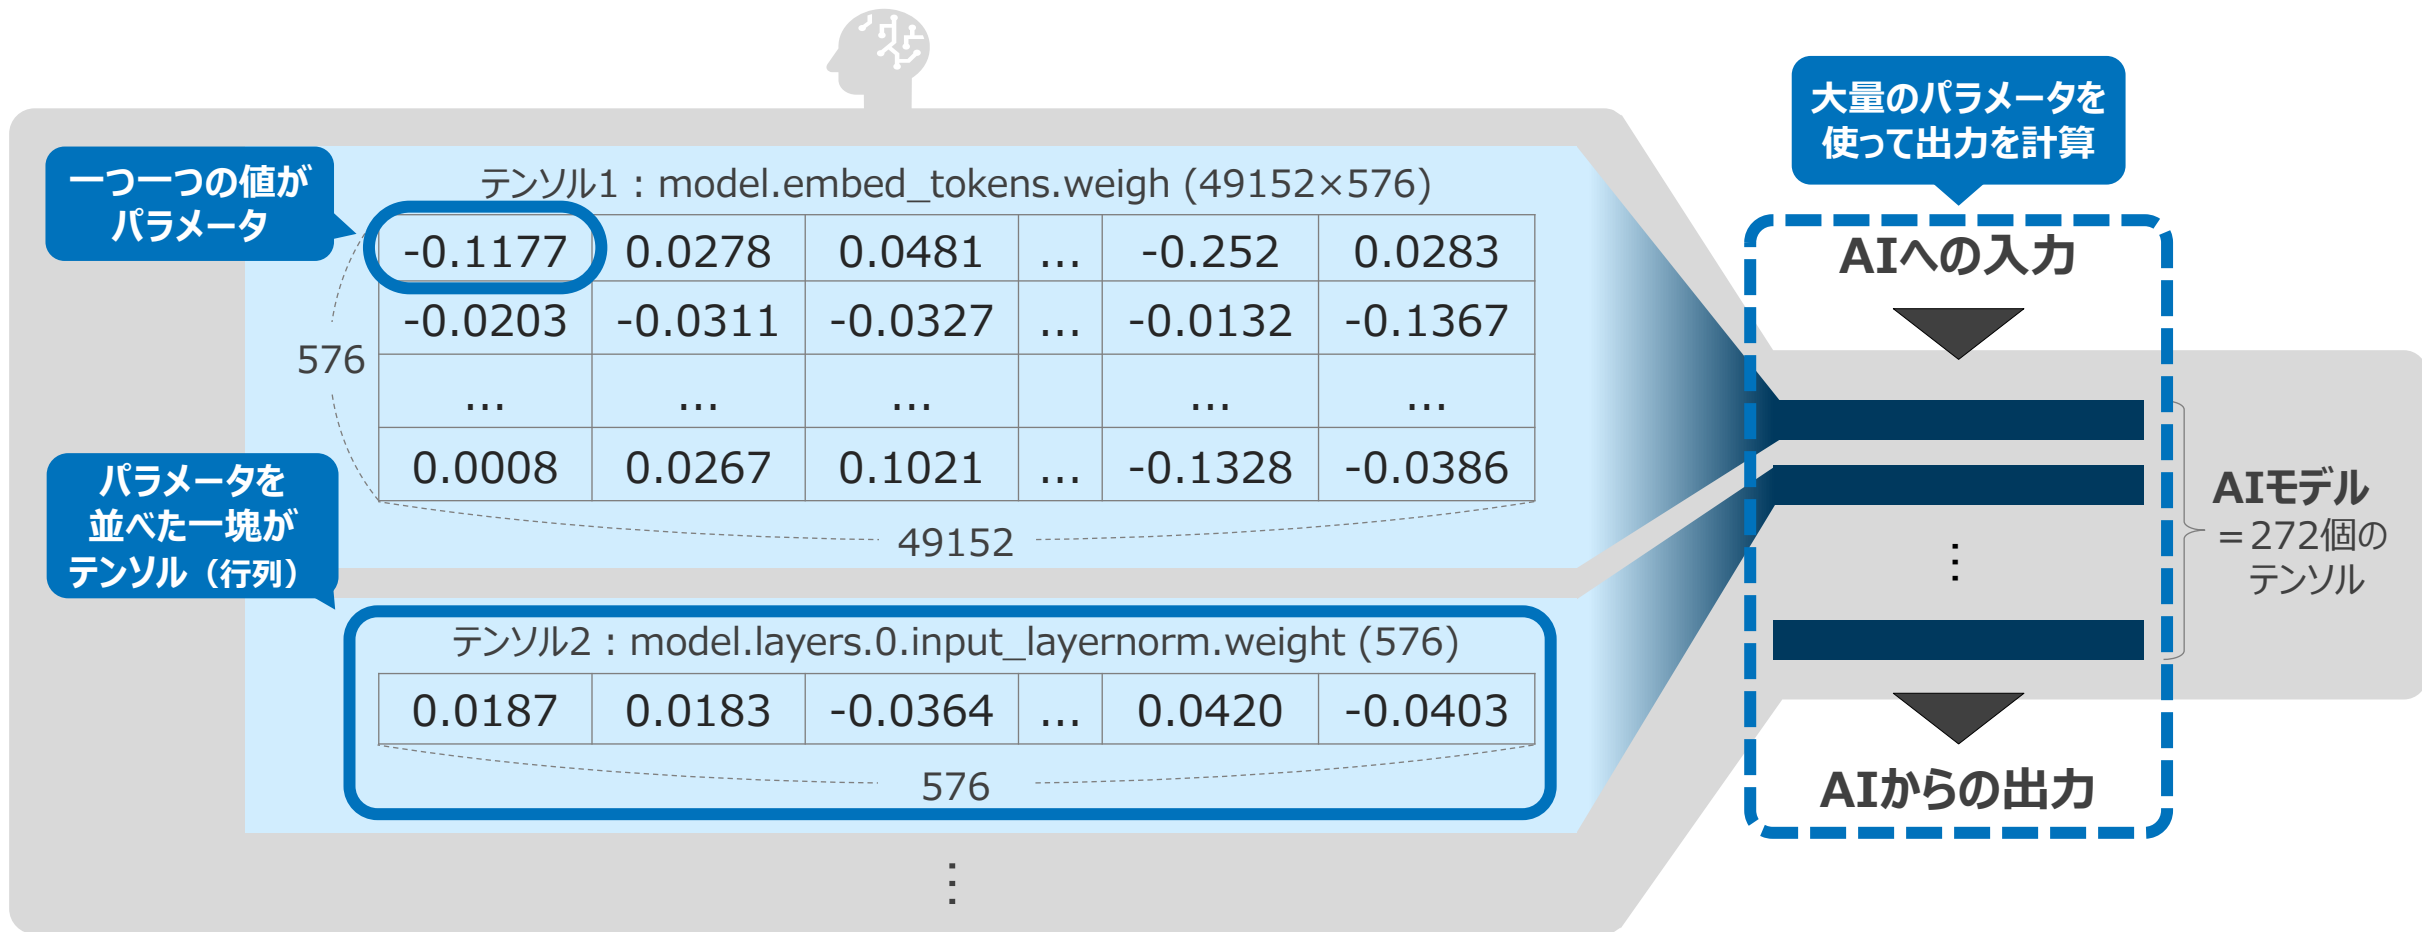 大量のパラメータを
使って出力を計算
一つ一つの値が
パラメータ
テンソル1：model.embed_tokens.weigh (49152×576)
-0.1177 0.0278 0.0481 ... -0.252 0.0283
-0.0203 -0.0311 -0.0327 ... -0.0132 -0.1367
... ... ... ... ...
0.0008 0.0267 0.1021 ... -0.1328 -0.0386
576
49152
パラメータを
並べた一塊が
テンソル（行列）
テンソル2：model.layers.0.input_layernorm.weight (576)
0.0187 0.0183 -0.0364 ... 0.0420 -0.0403
576
⋮
AIへの入力
⋮
AIからの出力
AIモデル
＝272個の
テンソル